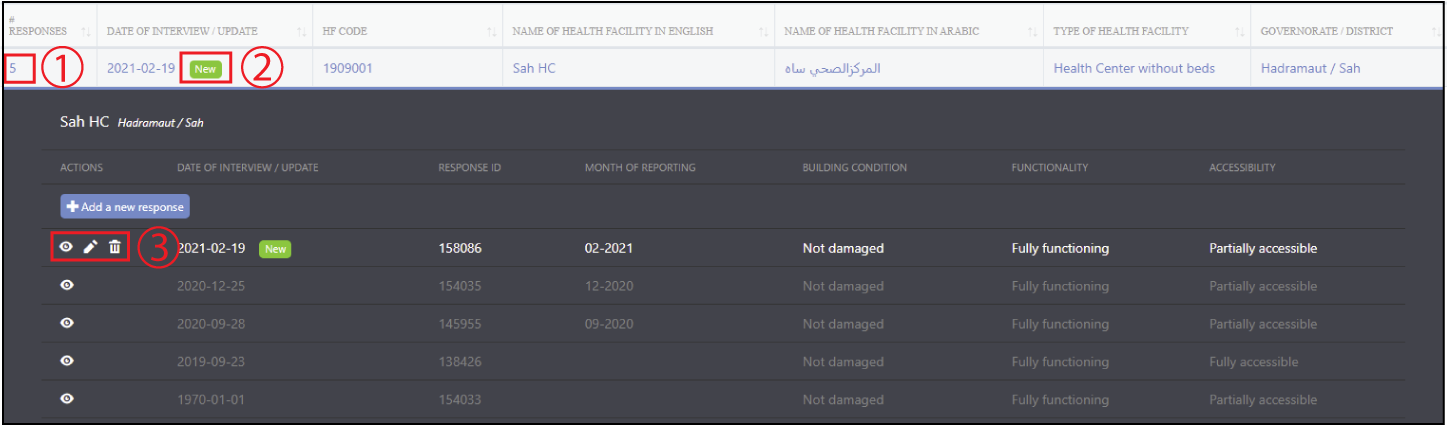 # RESPONSES DATE OF INTERVIEW / UPDATE HF CODE NAME OF HEALTH FACILITY IN ENGLISH NAME OF HEALTH FACILITY IN ARABIC TYPE OF HEALTH FACILITY GOVERNORATE / DISTRICT
5 1 2021-02-19 New 2 1909001 Sah HC المركزالصحي ساه Health Center without beds Hadramaut / Sah
Sah HC Hadramaut / Sah
ACTIONS DATE OF INTERVIEW / UPDATE RESPONSE ID MONTH OF REPORTING BUILDING CONDITION FUNCTIONALITY ACCESSIBILITY
Add a new response
3 2021-02-19 New 158086 02-2021 Not damaged Fully functioning Partially accessible
2020-12-25 154035 12-2020 Not damaged Fully functioning Partially accessible
2020-09-28 145955 09-2020 Not damaged Fully functioning Partially accessible
2019-09-23 138426 Not damaged Fully functioning Fully accessible
1970-01-01 154033 Not damaged Fully functioning Partially accessible